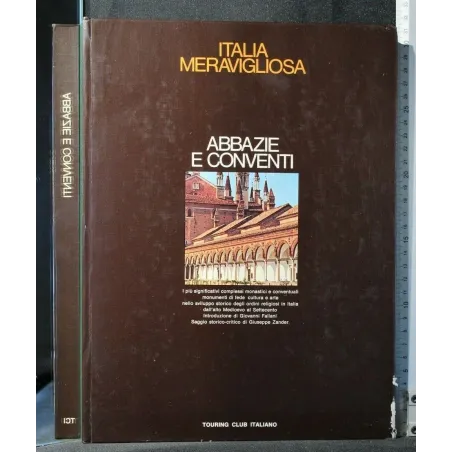 ITALIA
MERAVIGLIOSA
ABBAZIE
E CONVENTI
I più significativi complessi monastici e conventuali
monumenti di fede cultura e arte
nello sviluppo storico degli ordini religiosi in Italia
dall'alto Medioevo al Settecento
Introduzione di Giovanni Fallani
Saggio storico-critico di Giuseppe Zander.
TOURING CLUB ITALIANO
ABBAZIE E CONVENTI
TCI